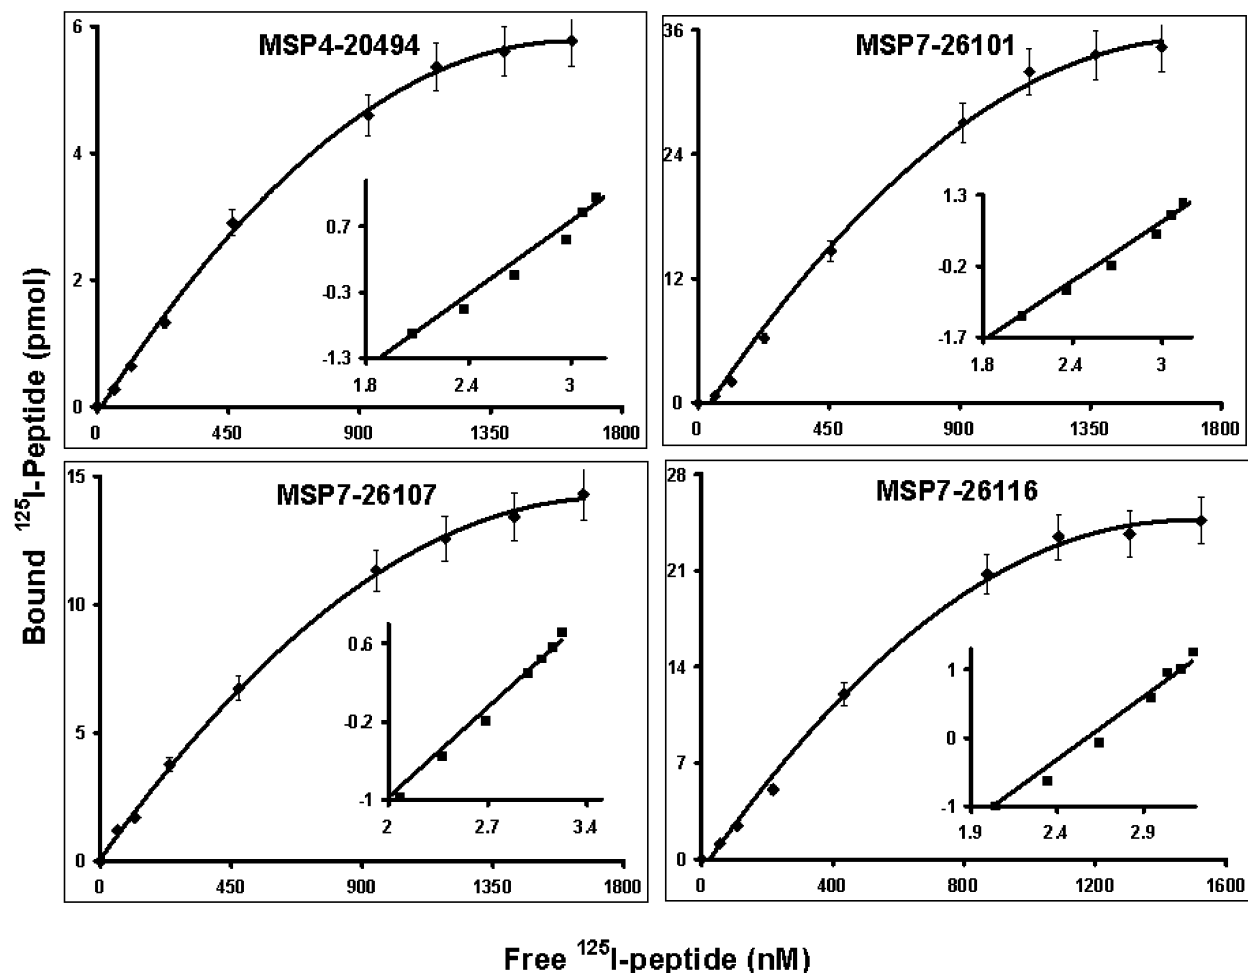 Bound ¹²⁵I-Peptide (pmol)
MSP4-20494
6
4
2
0
0 450 900 1350 1800
0.7
-0.3
-1.3
1.8 2.4 3
MSP7-26101
36
24
12
0
0 450 900 1350 1800
1.3
-0.2
-1.7
1.8 2.4 3
MSP7-26107
15
10
5
0
0 450 900 1350 1800
0.6
-0.2
-1
2 2.7 3.4
MSP7-26116
28
21
14
7
0
0 400 800 1200 1600
1
0
-1
1.9 2.4 2.9
Free ¹²⁵I-peptide (nM)